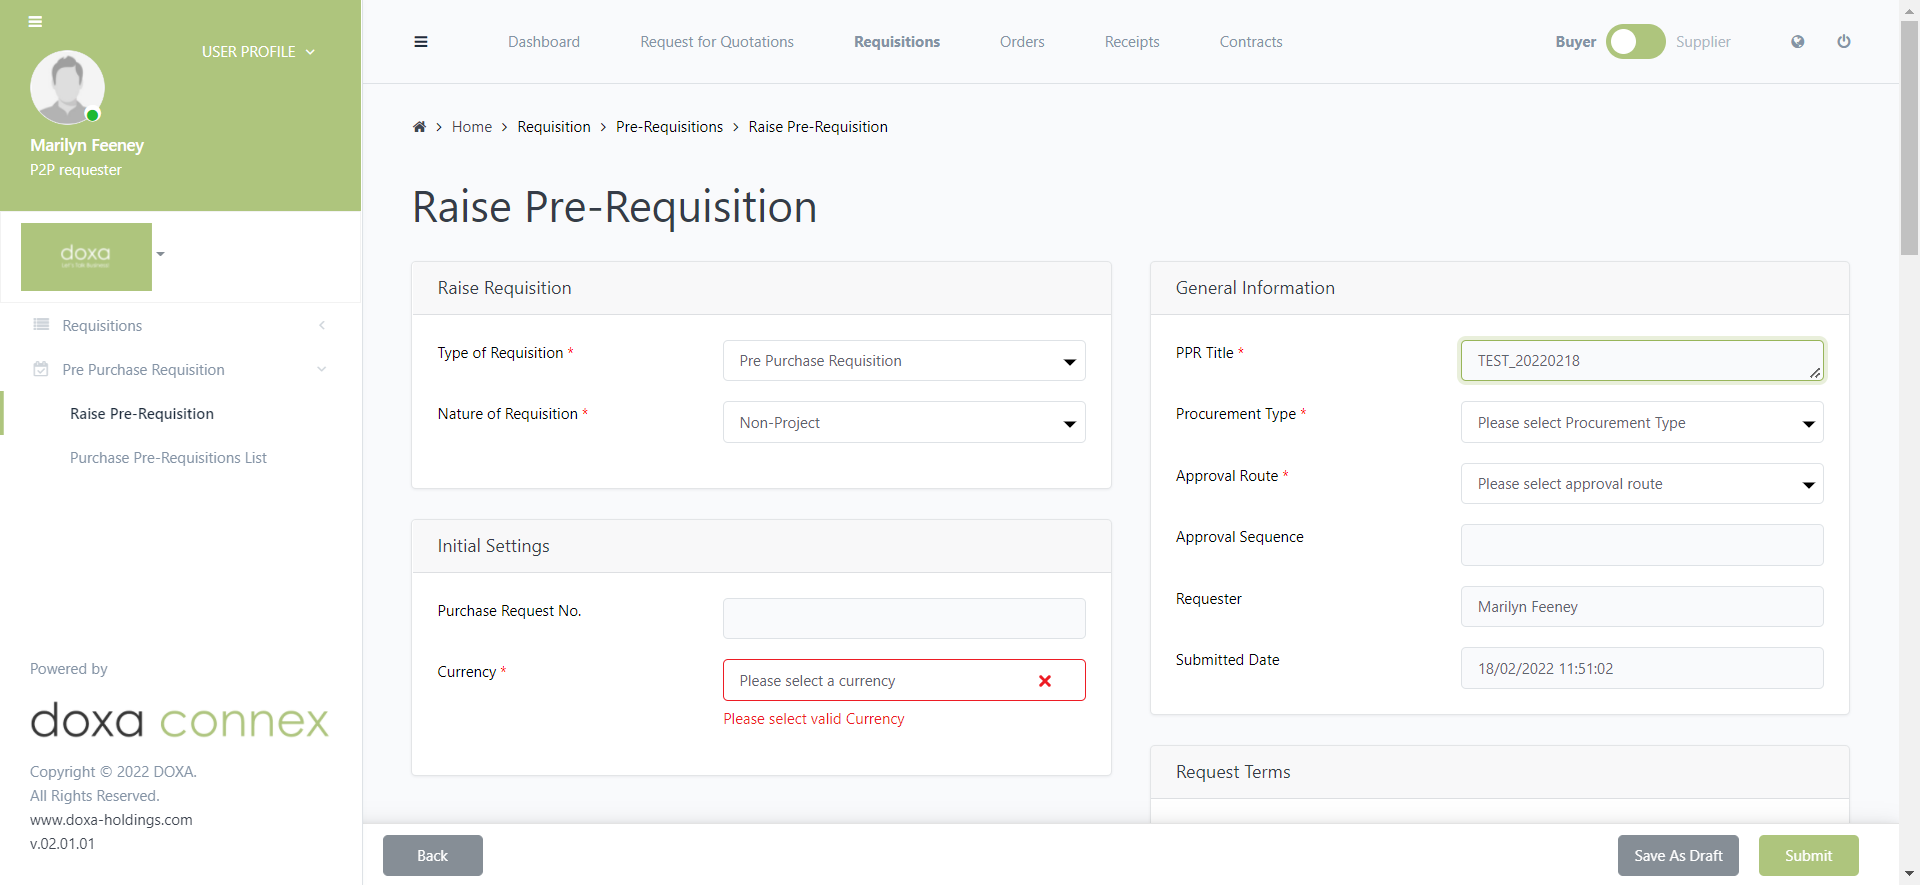 USER PROFILE
Marilyn Feeney
P2P requester
doxa
Let's Talk Business
Requisitions
Pre Purchase Requisition
Raise Pre-Requisition
Purchase Pre-Requisitions List
Powered by
doxa connex
Copyright © 2022 DOXA.
All Rights Reserved.
www.doxa-holdings.com
v.02.01.01
Dashboard
Request for Quotations
Requisitions
Orders
Receipts
Contracts
Buyer
Supplier
Home > Requisition > Pre-Requisitions > Raise Pre-Requisition
Raise Pre-Requisition
Raise Requisition
Type of Requisition *
Pre Purchase Requisition
Nature of Requisition *
Non-Project
Initial Settings
Purchase Request No.
Currency *
Please select a currency
Please select valid Currency
General Information
PPR Title *
TEST_20220218
Procurement Type *
Please select Procurement Type
Approval Route *
Please select approval route
Approval Sequence
Requester
Marilyn Feeney
Submitted Date
18/02/2022 11:51:02
Request Terms
Back
Save As Draft
Submit